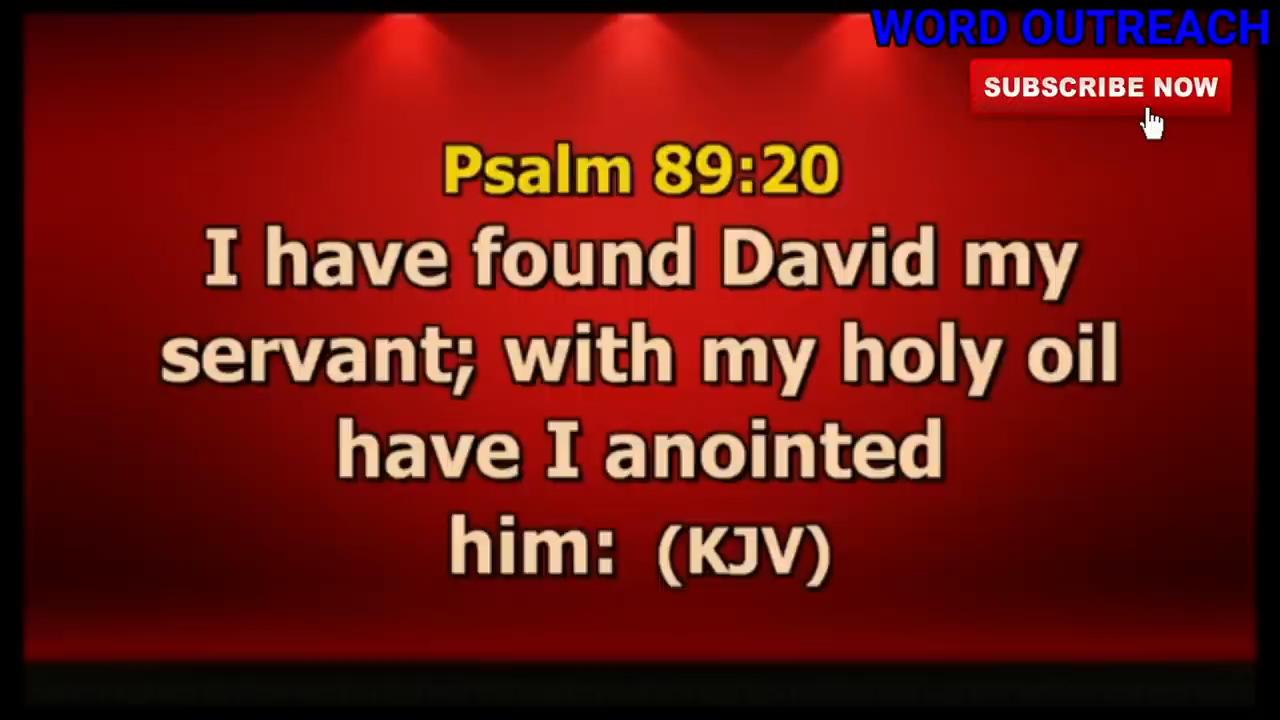 WORD OUTREACH
SUBSCRIBE NOW
Psalm 89:20
I have found David my
servant; with my holy oil
have I anointed
him: (KJV)